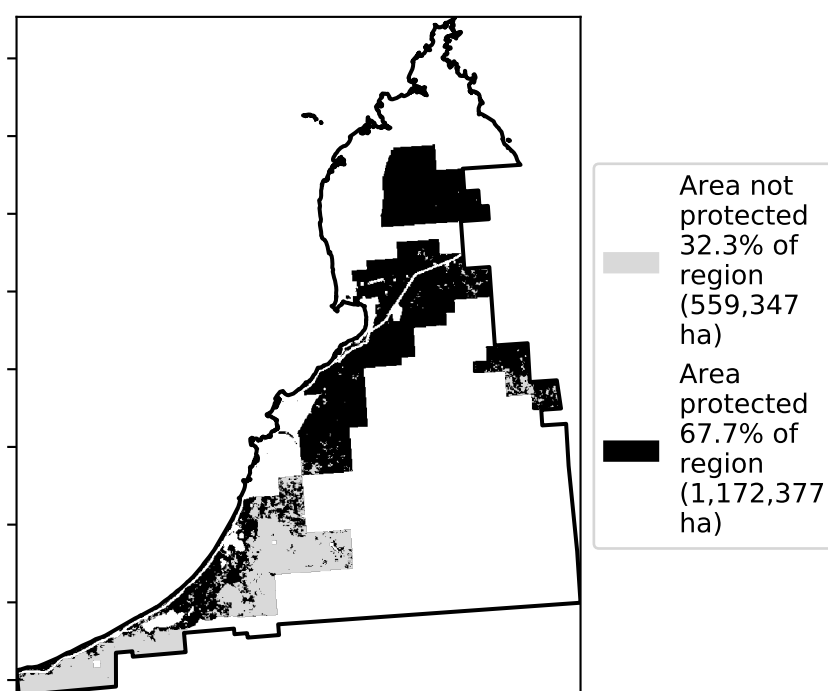 Area not
protected
32.3% of
region
(559,347
ha)
Area
protected
67.7% of
region
(1,172,377
ha)